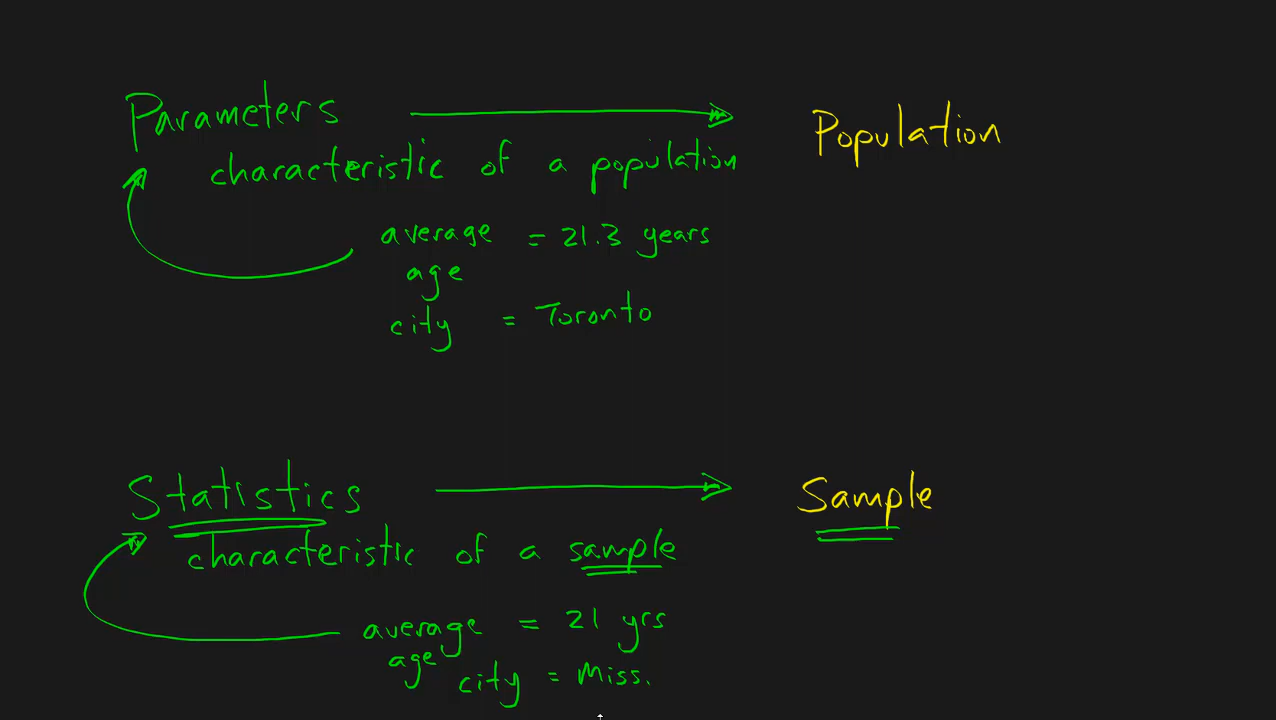 Parameters → Population
characteristic of a population
average = 21.3 years
age
city = Toronto
Statistics → Sample
characteristic of a sample
average = 21 yrs
age
city = Miss.